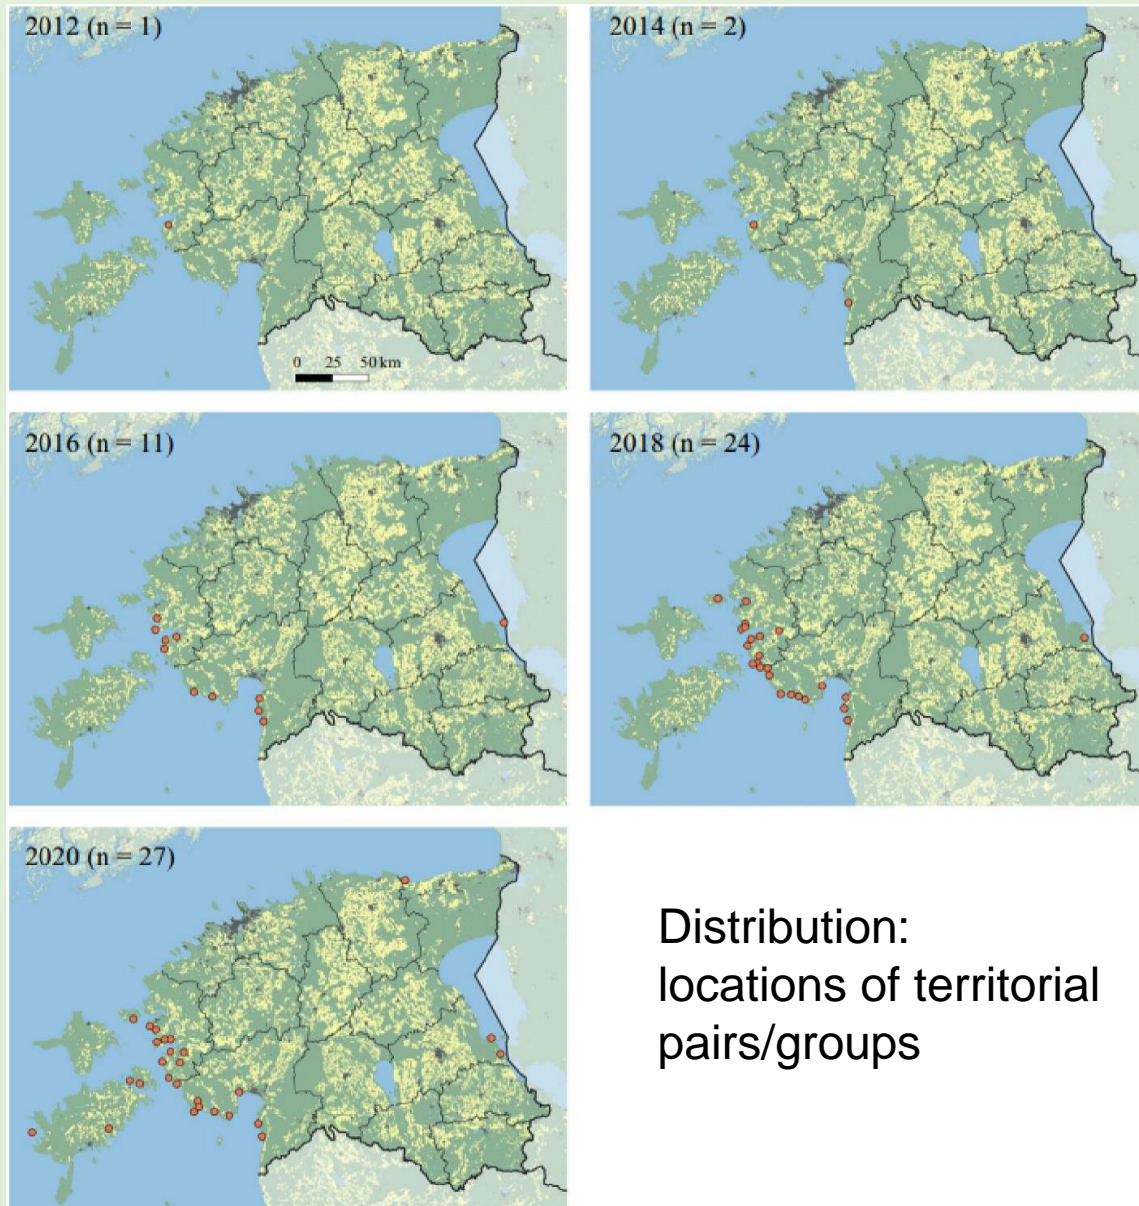 2012 (n = 1)
0 25 50 km
2014 (n = 2)
2016 (n = 11)
2018 (n = 24)
2020 (n = 27)
Distribution:
locations of territorial
pairs/groups